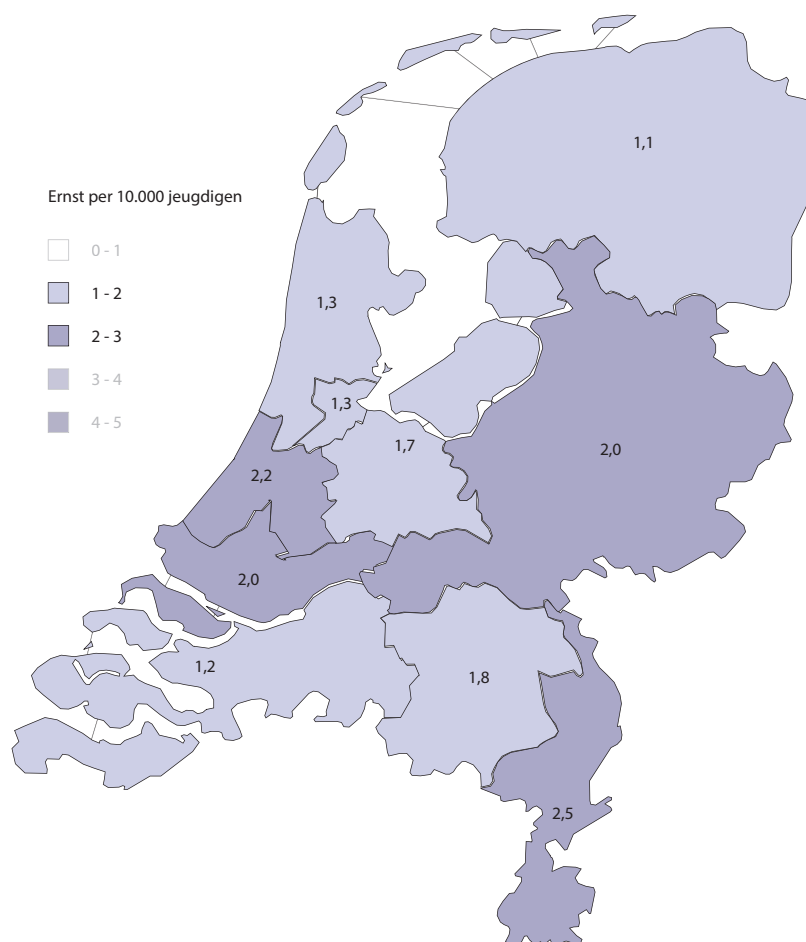 1,1
Ernst per 10.000 jeugdigen
0 - 1
1 - 2
2 - 3
3 - 4
4 - 5
1,3
1,3
1,7
2,0
2,2
2,0
1,2
1,8
2,5